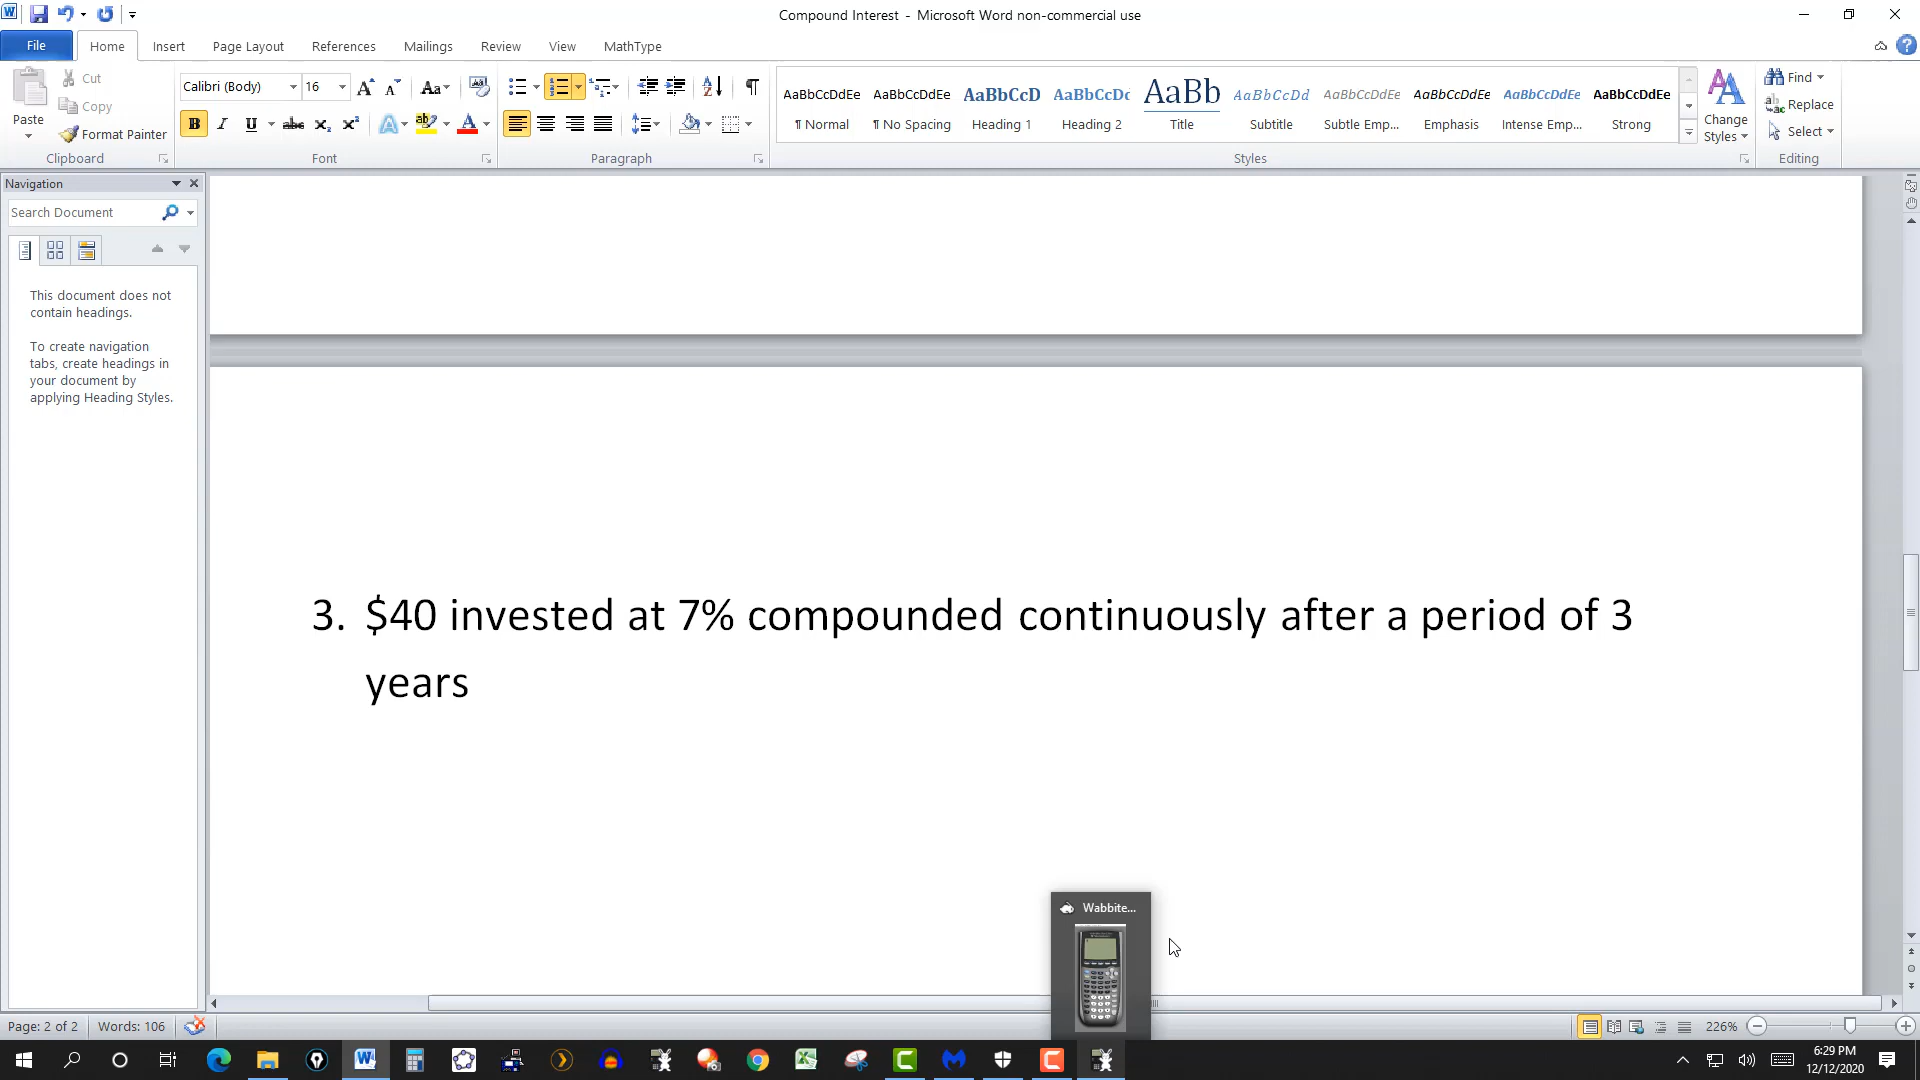 Compound Interest - Microsoft Word non-commercial use
File Home Insert Page Layout References Mailings Review View MathType
Paste
Cut
Copy
Format Painter
Clipboard
Calibri (Body) 16
Font
Paragraph
AaBbCcDdEe AaBbCcDdEe AaBbCcD AaBbCcDc AaBb AaBbCcDd AaBbCcDdEe AaBbCcDdEe AaBbCcDdEe AaBbCcDdEe
¶ Normal ¶ No Spacing Heading 1 Heading 2 Title Subtitle Subtle Emp... Emphasis Intense Emp... Strong
Change
Styles
Styles
Find
Replace
Select
Editing
Navigation
Search Document
This document does not
contain headings.
To create navigation
tabs, create headings in
your document by
applying Heading Styles.
3. $40 invested at 7% compounded continuously after a period of 3
years
Wabbite...
Page: 2 of 2 Words: 106
226%
6:29 PM
12/12/2020